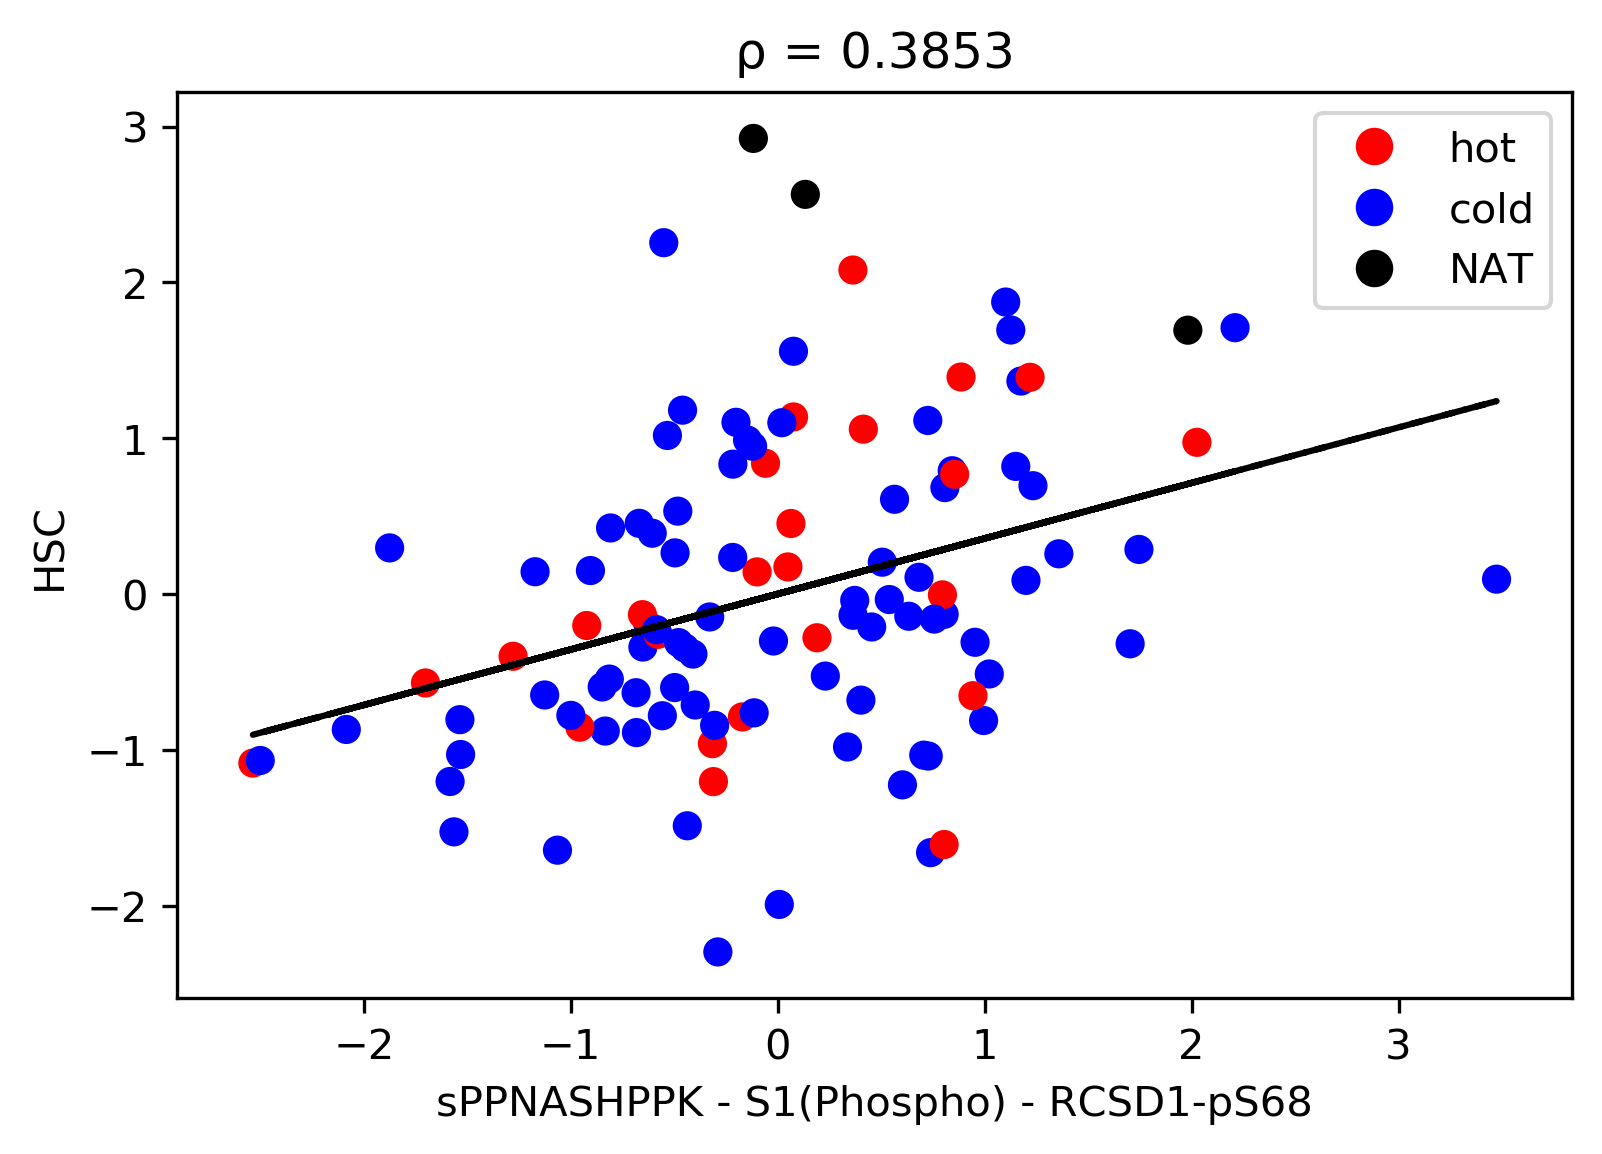 ρ = 0.3853
3
2
1
0
−1
−2
HSC
hot
cold
NAT
−2
−1
0
1
2
3
sPPNASHPPK - S1(Phospho) - RCSD1-pS68